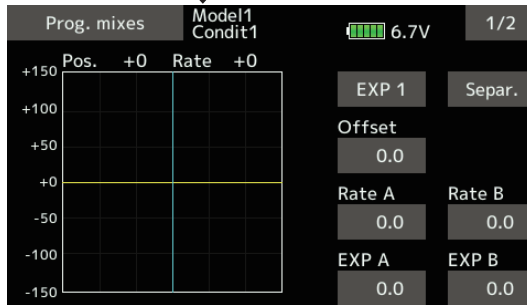 Prog. mixes Model1 6.7V 1/2
Condit1
Pos. +0 Rate +0
+150
+100
+50
+0
-50
-100
-150
EXP 1 Separ.
Offset
0.0
Rate A Rate B
0.0 0.0
EXP A EXP B
0.0 0.0